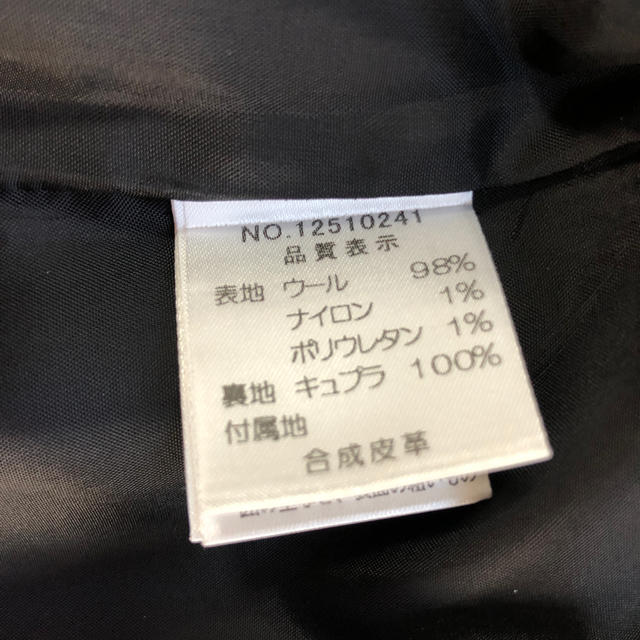 NO.12510241
品質表示
表地 ウール 98%
ナイロン 1%
ポリウレタン 1%
裏地 キュプラ 100%
付属地
合成皮革